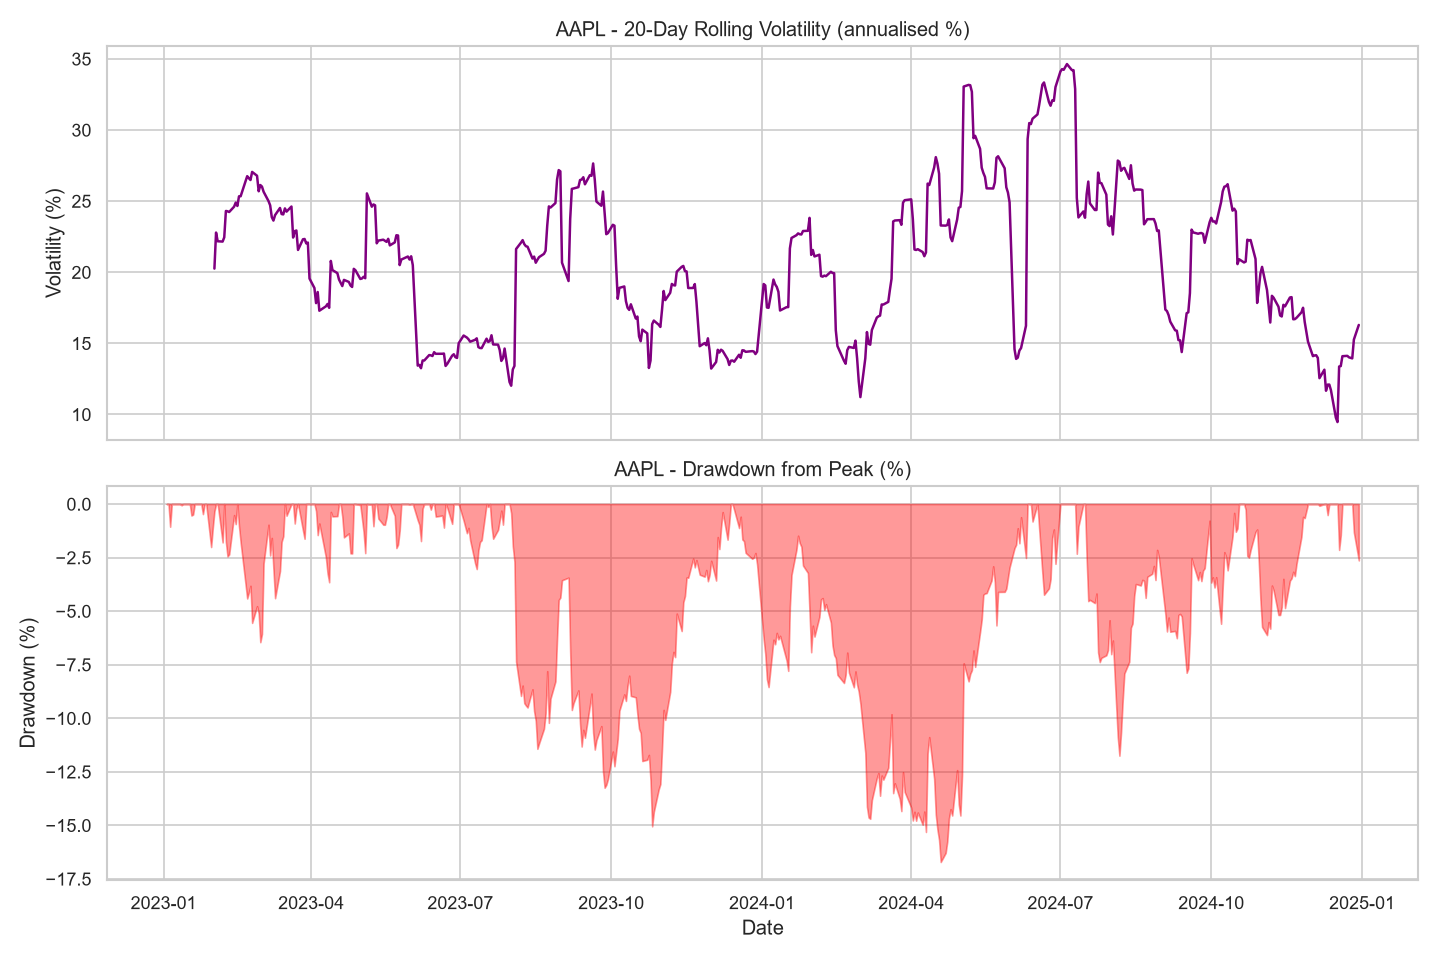 AAPL - 20-Day Rolling Volatility (annualised %)
35
30
25
20
15
10
Volatility (%)
AAPL - Drawdown from Peak (%)
0.0
−2.5
−5.0
−7.5
−10.0
−12.5
−15.0
−17.5
Drawdown (%)
2023-01 2023-04 2023-07 2023-10 2024-01 2024-04 2024-07 2024-10 2025-01
Date